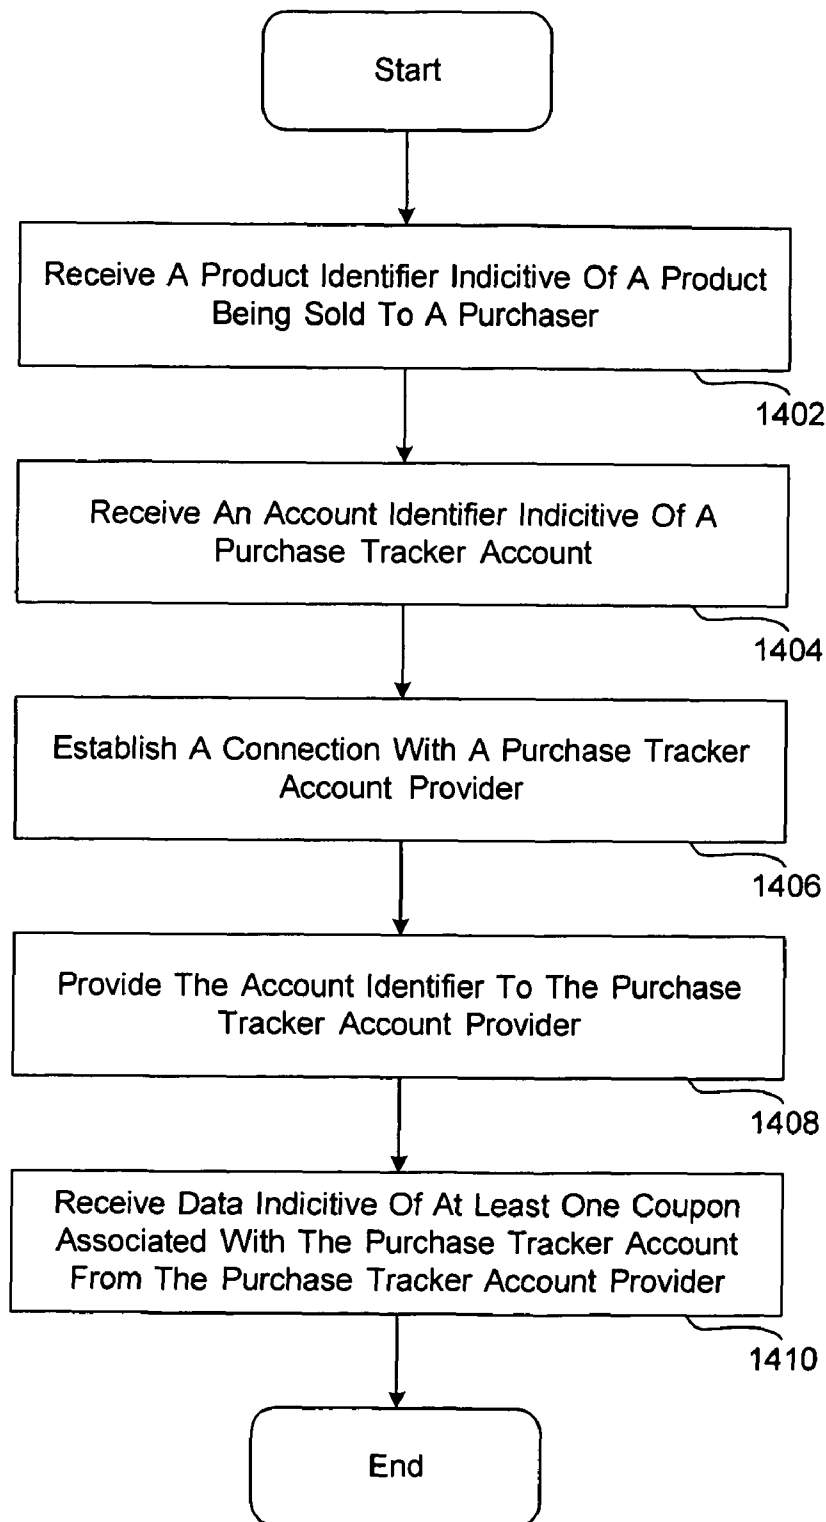 Start
Receive A Product Identifier Indicitive Of A Product
Being Sold To A Purchaser
1402
Receive An Account Identifier Indicitive Of A
Purchase Tracker Account
1404
Establish A Connection With A Purchase Tracker
Account Provider
1406
Provide The Account Identifier To The Purchase
Tracker Account Provider
1408
Receive Data Indicitive Of At Least One Coupon
Associated With The Purchase Tracker Account
From The Purchase Tracker Account Provider
1410
End